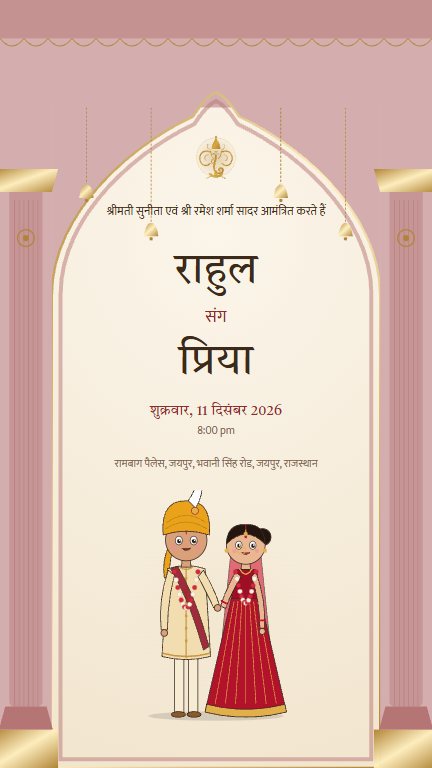 श्रीमती सुनीता एवं श्री रमेश शर्मा सादर आमंत्रित करते हैं
राहुल
संग
प्रिया
शुक्रवार, 11 दिसंबर 2026
8:00 pm
रामबाग पैलेस, जयपुर, भवानी सिंह रोड, जयपुर, राजस्थान